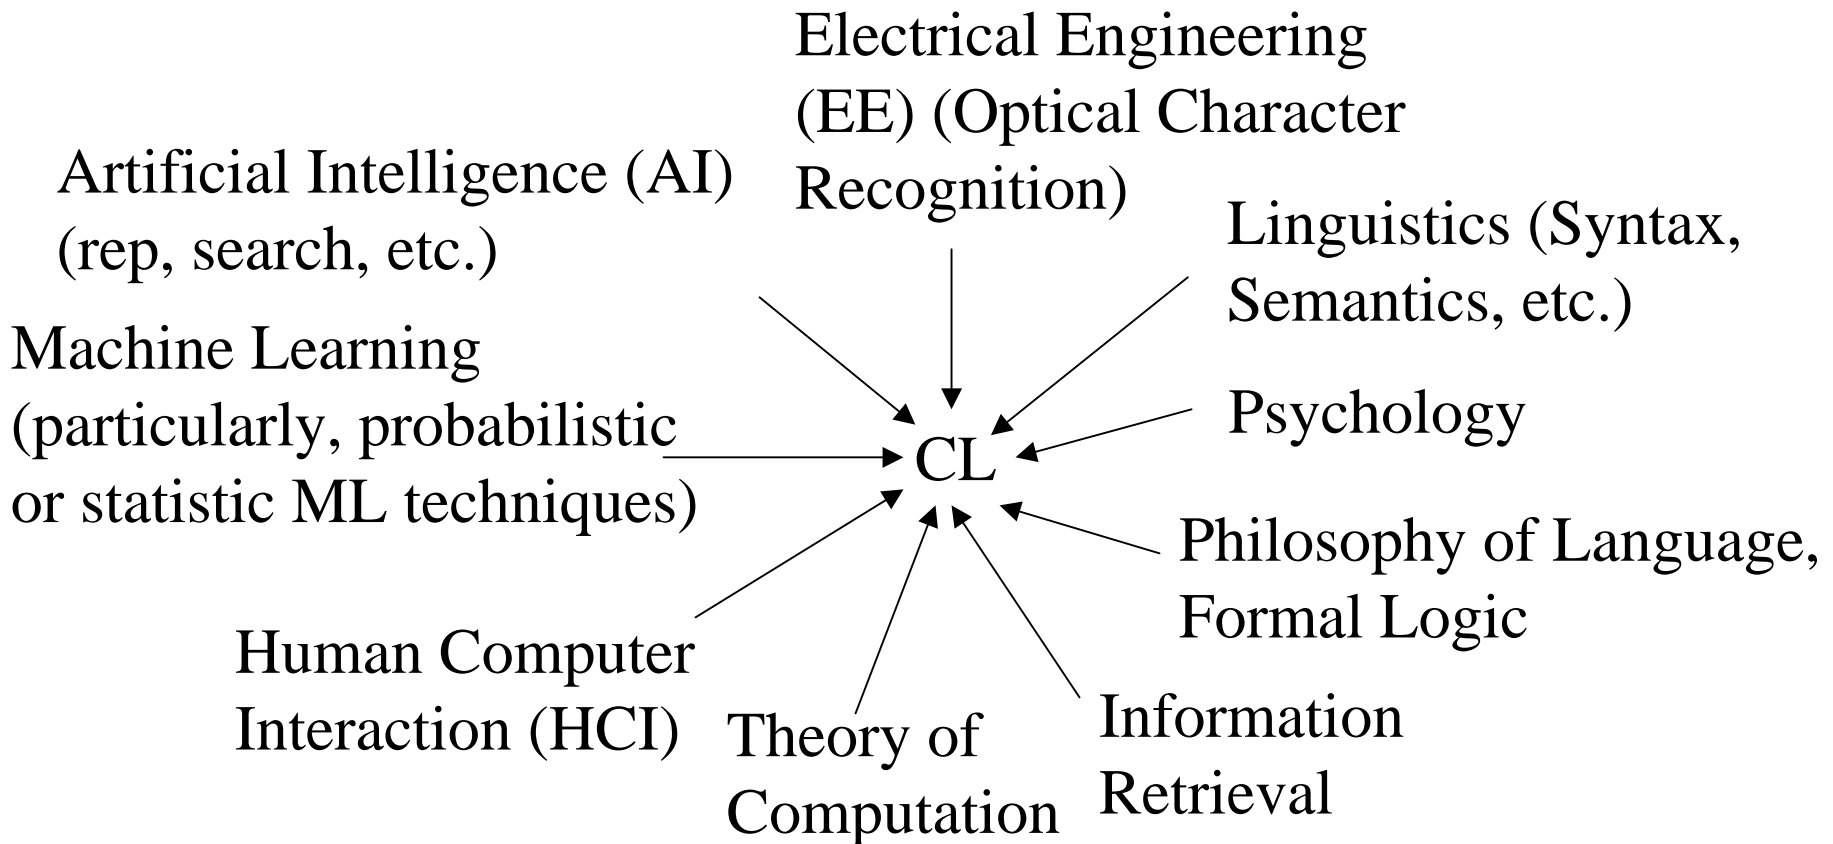 Electrical Engineering
(EE) (Optical Character
Recognition)
Artificial Intelligence (AI)
(rep, search, etc.)
Linguistics (Syntax,
Semantics, etc.)
Machine Learning
(particularly, probabilistic
or statistic ML techniques)
Psychology
CL
Philosophy of Language,
Formal Logic
Human Computer
Interaction (HCI)
Theory of
Computation
Information
Retrieval